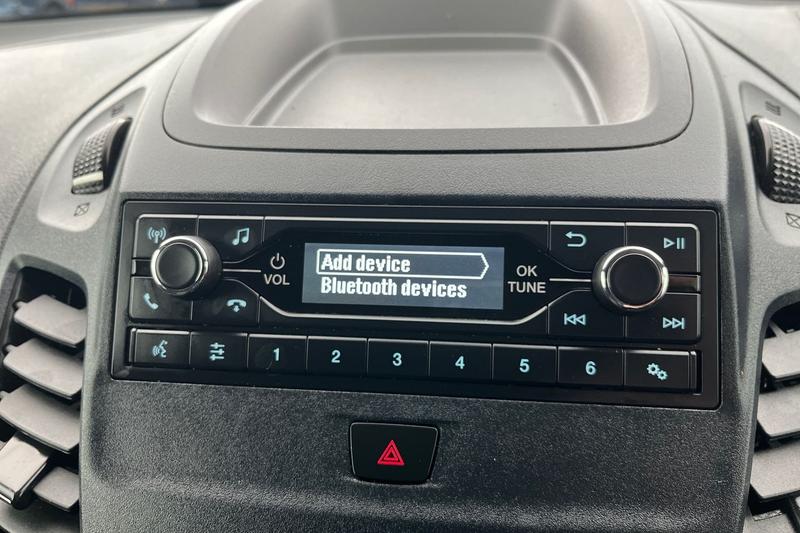 Add device
Bluetooth devices
VOL
OK
TUNE
1 2 3 4 5 6